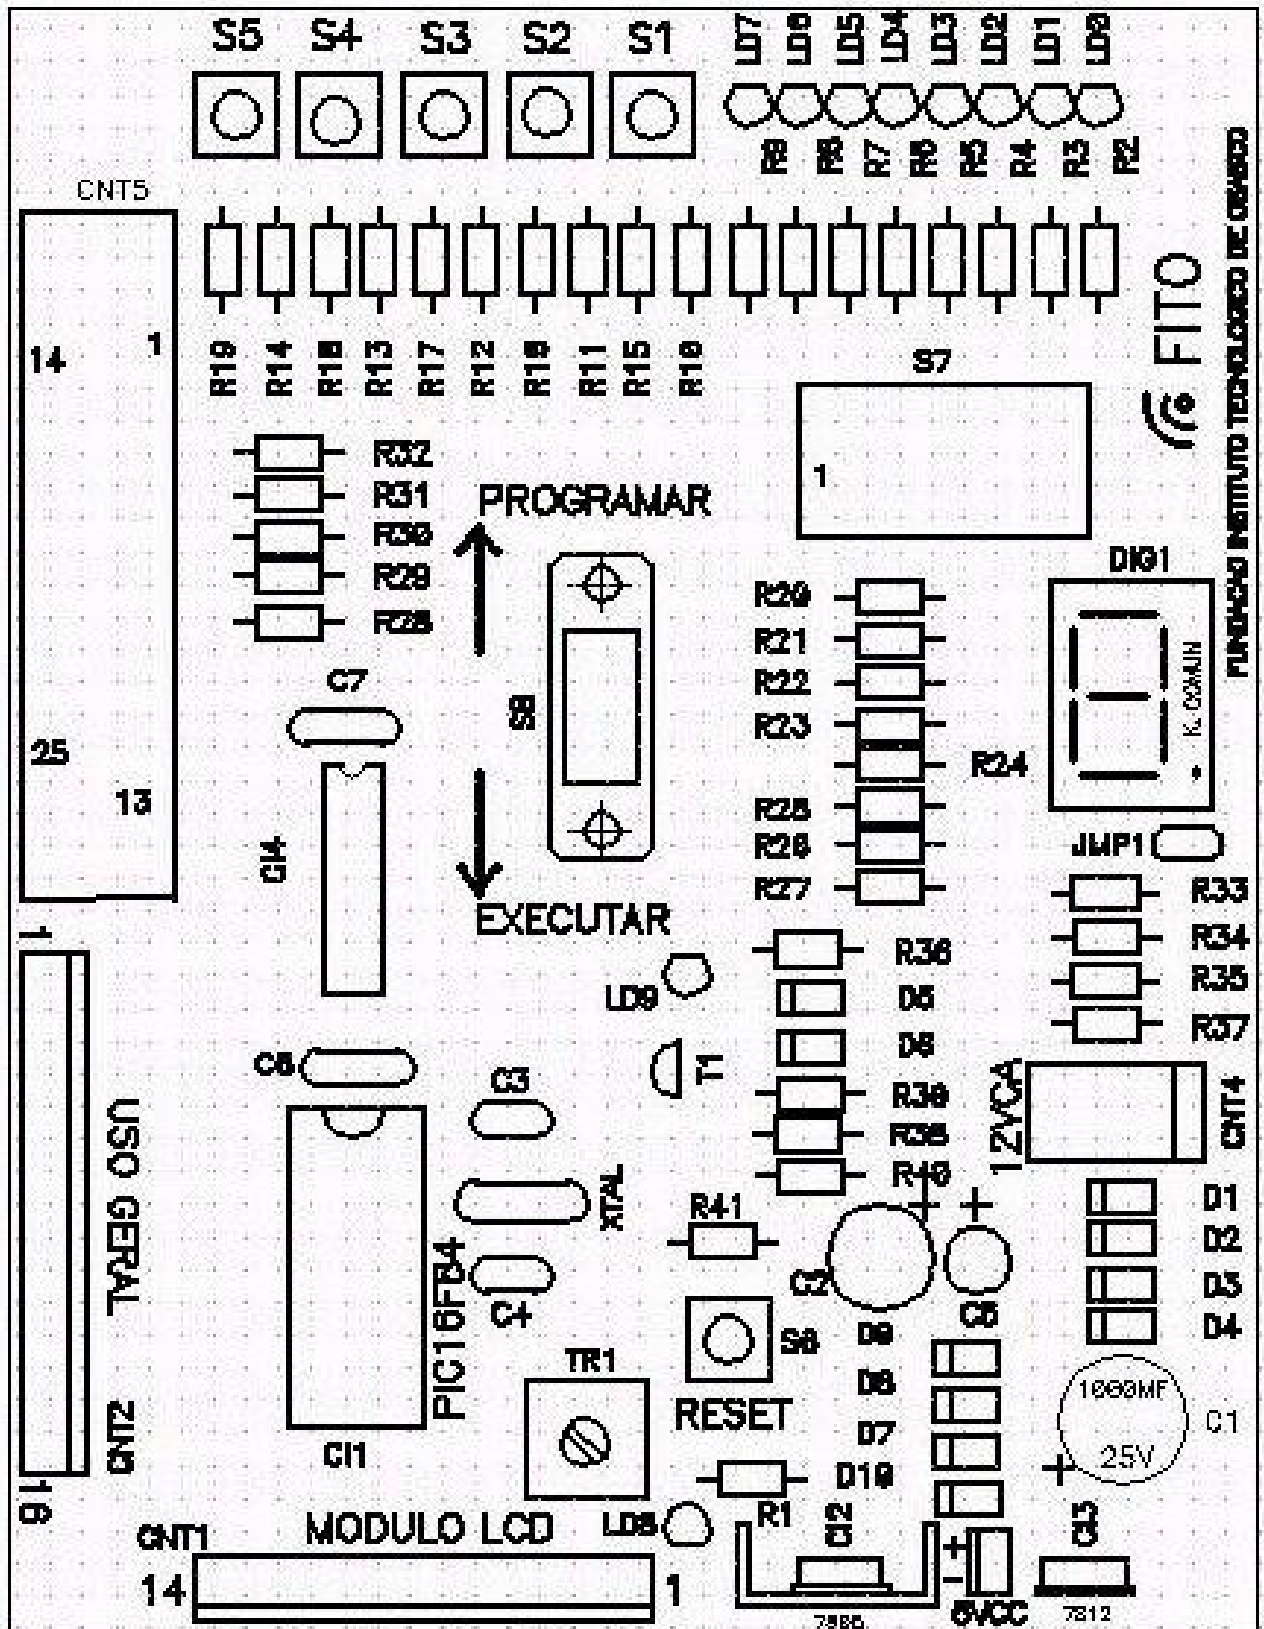 S5 S4 S3 S2 S1
LD7 LD6 LD5 LD4 LD3 LD2 LD1 LD0
R9 R8 R7 R6 R5 R4 R3 R2
CNT5
1
14
25
13
R19 R14 R18 R13 R17 R12 R16 R11 R15 R10
S7
1
FITO
FUNDACAO INSTITUTO TECNOLOGICO DE OSASCO
R32
R31
R30
R29
R28
PROGRAMAR
S8
EXECUTAR
C7
CI4
DIG1
K. COMUN
R20
R21
R22
R23
R24
R25
R26
R27
JMP1
R33
R34
R35
R37
R36
D5
D6
R39
R38
R40
LD9
T1
12VCA
CNT4
1
USO GERAL
CNT2
16
C6
C3
XTAL
C4
PIC16F84
CI1
R41
C2
+
+
C5
D1
D2
D3
D4
S6
RESET
TR1
D9
D8
D7
D10
1000MF
25V
+
C1
R1
LD8
CI2
7805
+
-
5VCC
CI3
7812
CNT1
MODULO LCD
14
1